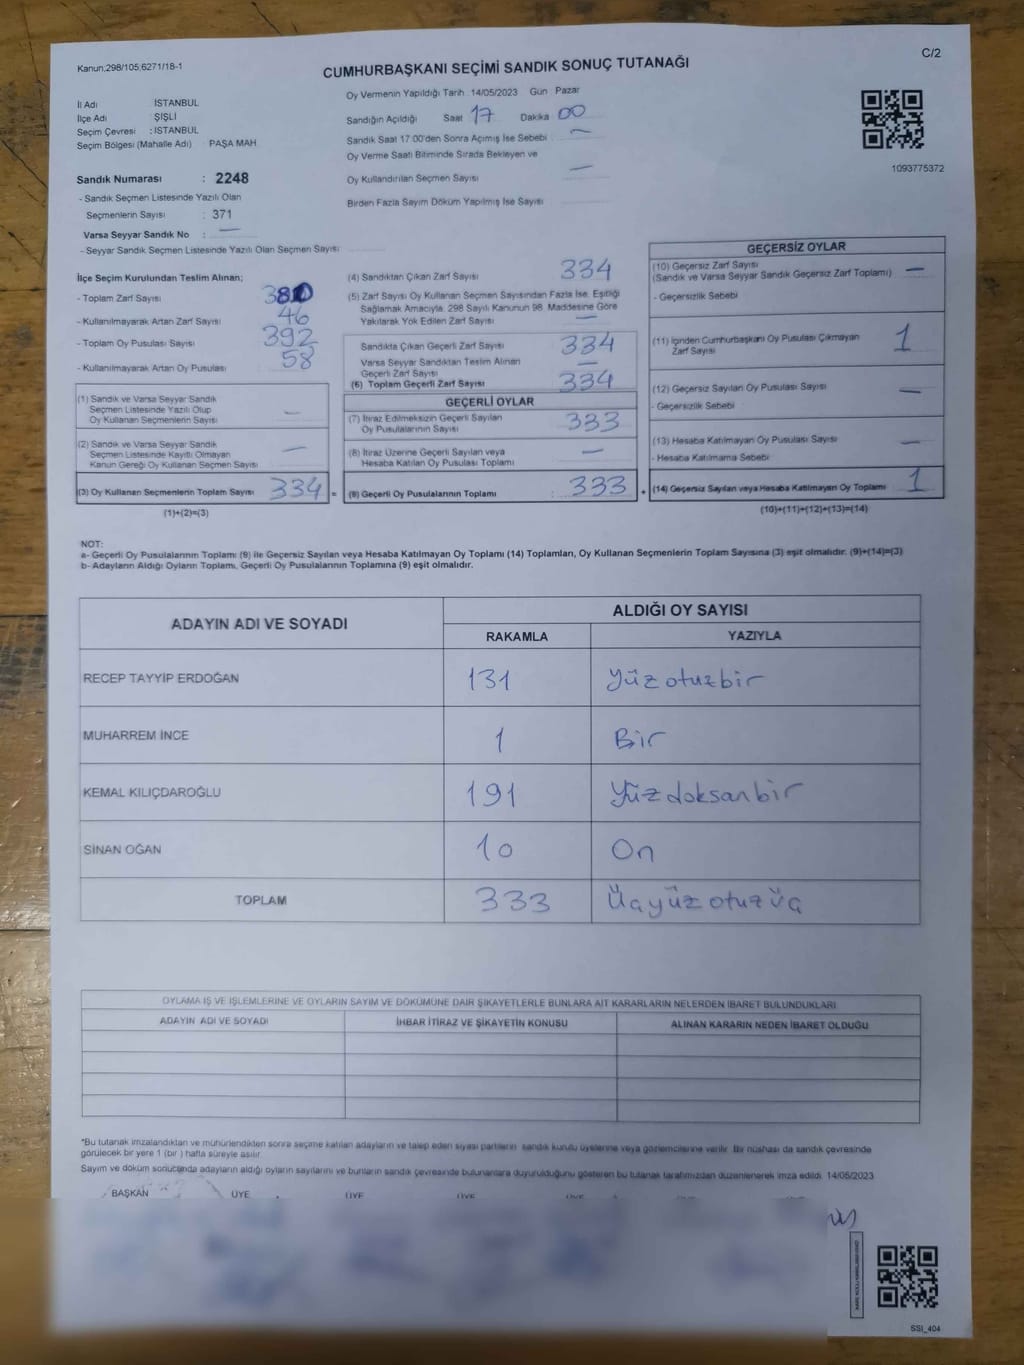 C/2
Kanun;298/105;6271/18-1
CUMHURBAŞKANI SEÇİMİ SANDIK SONUÇ TUTANAĞI
İl Adı İSTANBUL
İlçe Adı ŞİŞLİ
Seçim Çevresi : İSTANBUL
Seçim Bölgesi (Mahalle Adı) PAŞA MAH.
Sandık Numarası : 2248
- Sandık Seçmen Listesinde Yazılı Olan
Seçmenlerin Sayısı : 371
Varsa Seyyar Sandık No : —
- Seyyar Sandık Seçmen Listesinde Yazılı Olan Seçmen Sayısı:
Oy Vermenin Yapıldığı Tarih :14/05/2023 Gün : Pazar
Sandığın Açıldığı Saat 17 Dakika 00
Sandık Saat 17:00'den Sonra Açılmış İse Sebebi : —
Oy Verme Saati Bitiminde Sırada Bekleyen ve
Oy Kullandırılan Seçmen Sayısı —
Birden Fazla Sayım Döküm Yapılmış İse Sayısı
1093775372
İlçe Seçim Kurulundan Teslim Alınan;
- Toplam Zarf Sayısı 380
- Kullanılmayarak Artan Zarf Sayısı 46
- Toplam Oy Pusulası Sayısı 392
- Kullanılmayarak Artan Oy Pusulası : 58
(1) Sandık ve Varsa Seyyar Sandık
Seçmen Listesinde Yazılı Olup
Oy Kullanan Seçmenlerin Sayısı —
(2) Sandık ve Varsa Seyyar Sandık
Seçmen Listesinde Kayıtlı Olmayan
Kanun Gereği Oy Kullanan Seçmen Sayısı —
(3) Oy Kullanan Seçmenlerin Toplam Sayısı 334 =
(1)+(2)=(3)
(4) Sandıktan Çıkan Zarf Sayısı 334
(5) Zarf Sayısı Oy Kullanan Seçmen Sayısından Fazla İse, Eşitliği
Sağlamak Amacıyla, 298 Sayılı Kanunun 98. Maddesine Göre
Yakılarak Yok Edilen Zarf Sayısı —
Sandıkta Çıkan Geçerli Zarf Sayısı 334
Varsa Seyyar Sandıktan Teslim Alınan
Geçerli Zarf Sayısı —
(6) Toplam Geçerli Zarf Sayısı 334
GEÇERLİ OYLAR
(7) İtiraz Edilmeksizin Geçerli Sayılan
Oy Pusulalarının Sayısı 333
(8) İtiraz Üzerine Geçerli Sayılan veya
Hesaba Katılan Oy Pusulası Toplamı —
(9) Geçerli Oy Pusulalarının Toplamı : 333 +
GEÇERSİZ OYLAR
(10) Geçersiz Zarf Sayısı
(Sandık ve Varsa Seyyar Sandık Geçersiz Zarf Toplamı) —
- Geçersizlik Sebebi
(11) İçinden Cumhurbaşkanı Oy Pusulası Çıkmayan
Zarf Sayısı 1
(12) Geçersiz Sayılan Oy Pusulası Sayısı —
- Geçersizlik Sebebi
(13) Hesaba Katılmayan Oy Pusulası Sayısı —
- Hesaba Katılmama Sebebi
(14) Geçersiz Sayılan veya Hesaba Katılmayan Oy Toplamı 1
(10)+(11)+(12)+(13)=(14)
NOT:
a- Geçerli Oy Pusulalarının Toplamı (9) ile Geçersiz Sayılan veya Hesaba Katılmayan Oy Toplamı (14) Toplamları, Oy Kullanan Seçmenlerin Toplam Sayısına (3) eşit olmalıdır. (9)+(14)=(3)
b- Adayların Aldığı Oyların Toplamı, Geçerli Oy Pusulalarının Toplamına (9) eşit olmalıdır.
ADAYIN ADI VE SOYADI ALDIĞI OY SAYISI
RAKAMLA YAZIYLA
RECEP TAYYİP ERDOĞAN 131 Yüz otuzbir
MUHARREM İNCE 1 Bir
KEMAL KILIÇDAROĞLU 191 Yüz doksan bir
SİNAN OĞAN 10 On
TOPLAM 333 Üçyüz otuz üç
OYLAMA İŞ VE İŞLEMLERİNE VE OYLARIN SAYIM VE DÖKÜMÜNE DAİR ŞİKAYETLERLE BUNLARA AİT KARARLARIN NELERDEN İBARET BULUNDUKLARI
ADAYIN ADI VE SOYADI İHBAR İTİRAZ VE ŞİKAYETİN KONUSU ALINAN KARARIN NEDEN İBARET OLDUĞU
*Bu tutanak imzalandıktan ve mühürlendikten sonra seçime katılan adayların ve talep eden siyasi partilerin sandık kurulu üyelerine veya gözlemcilerine verilir. Bir nüshası da sandık çevresinde
görülecek bir yere 1 (bir ) hafta süreyle asılır.
Sayım ve döküm sonucunda adayların aldığı oyların sayılarını ve bunların sandık çevresinde bulunanlara duyurulduğunu gösteren bu tutanak tarafımızdan düzenlenerek imza edildi. 14/05/2023
BAŞKAN ÜYE ÜYE ÜYE ÜYE
SSI_404